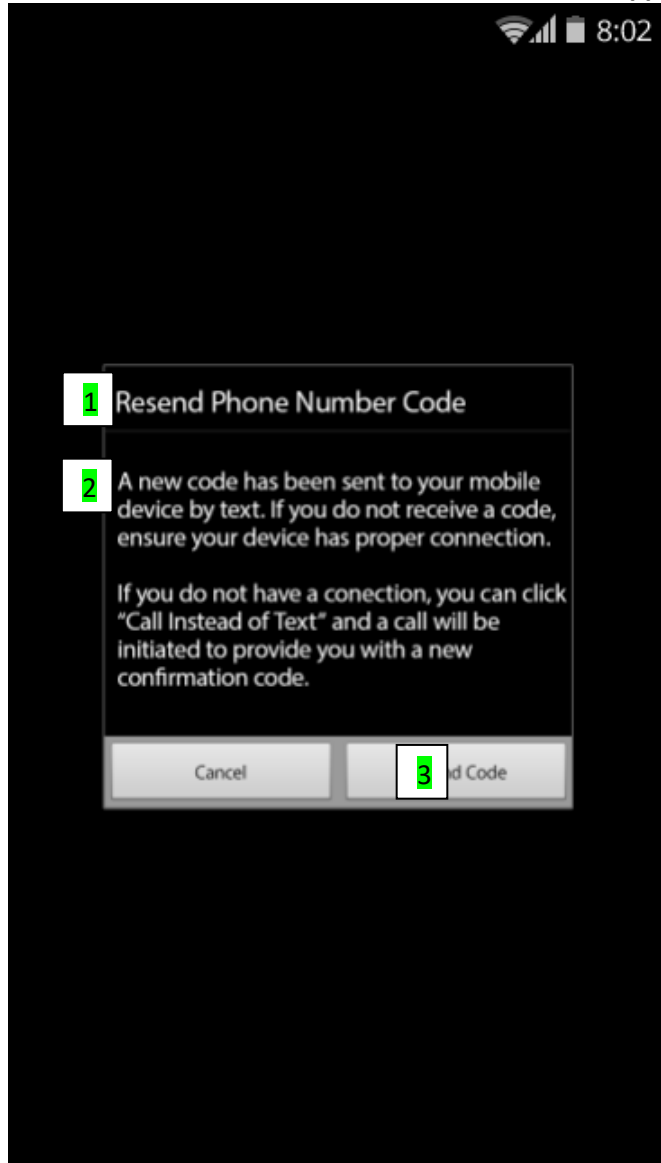 8:02
1 Resend Phone Number Code
2 A new code has been sent to your mobile
device by text. If you do not receive a code,
ensure your device has proper connection.
If you do not have a conection, you can click
“Call Instead of Text” and a call will be
initiated to provide you with a new
confirmation code.
Cancel
3 Code